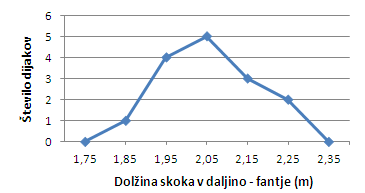 6
5
4
3
2
1
0
Število dijakov
1,75 1,85 1,95 2,05 2,15 2,25 2,35
Dolžina skoka v daljino - fantje (m)